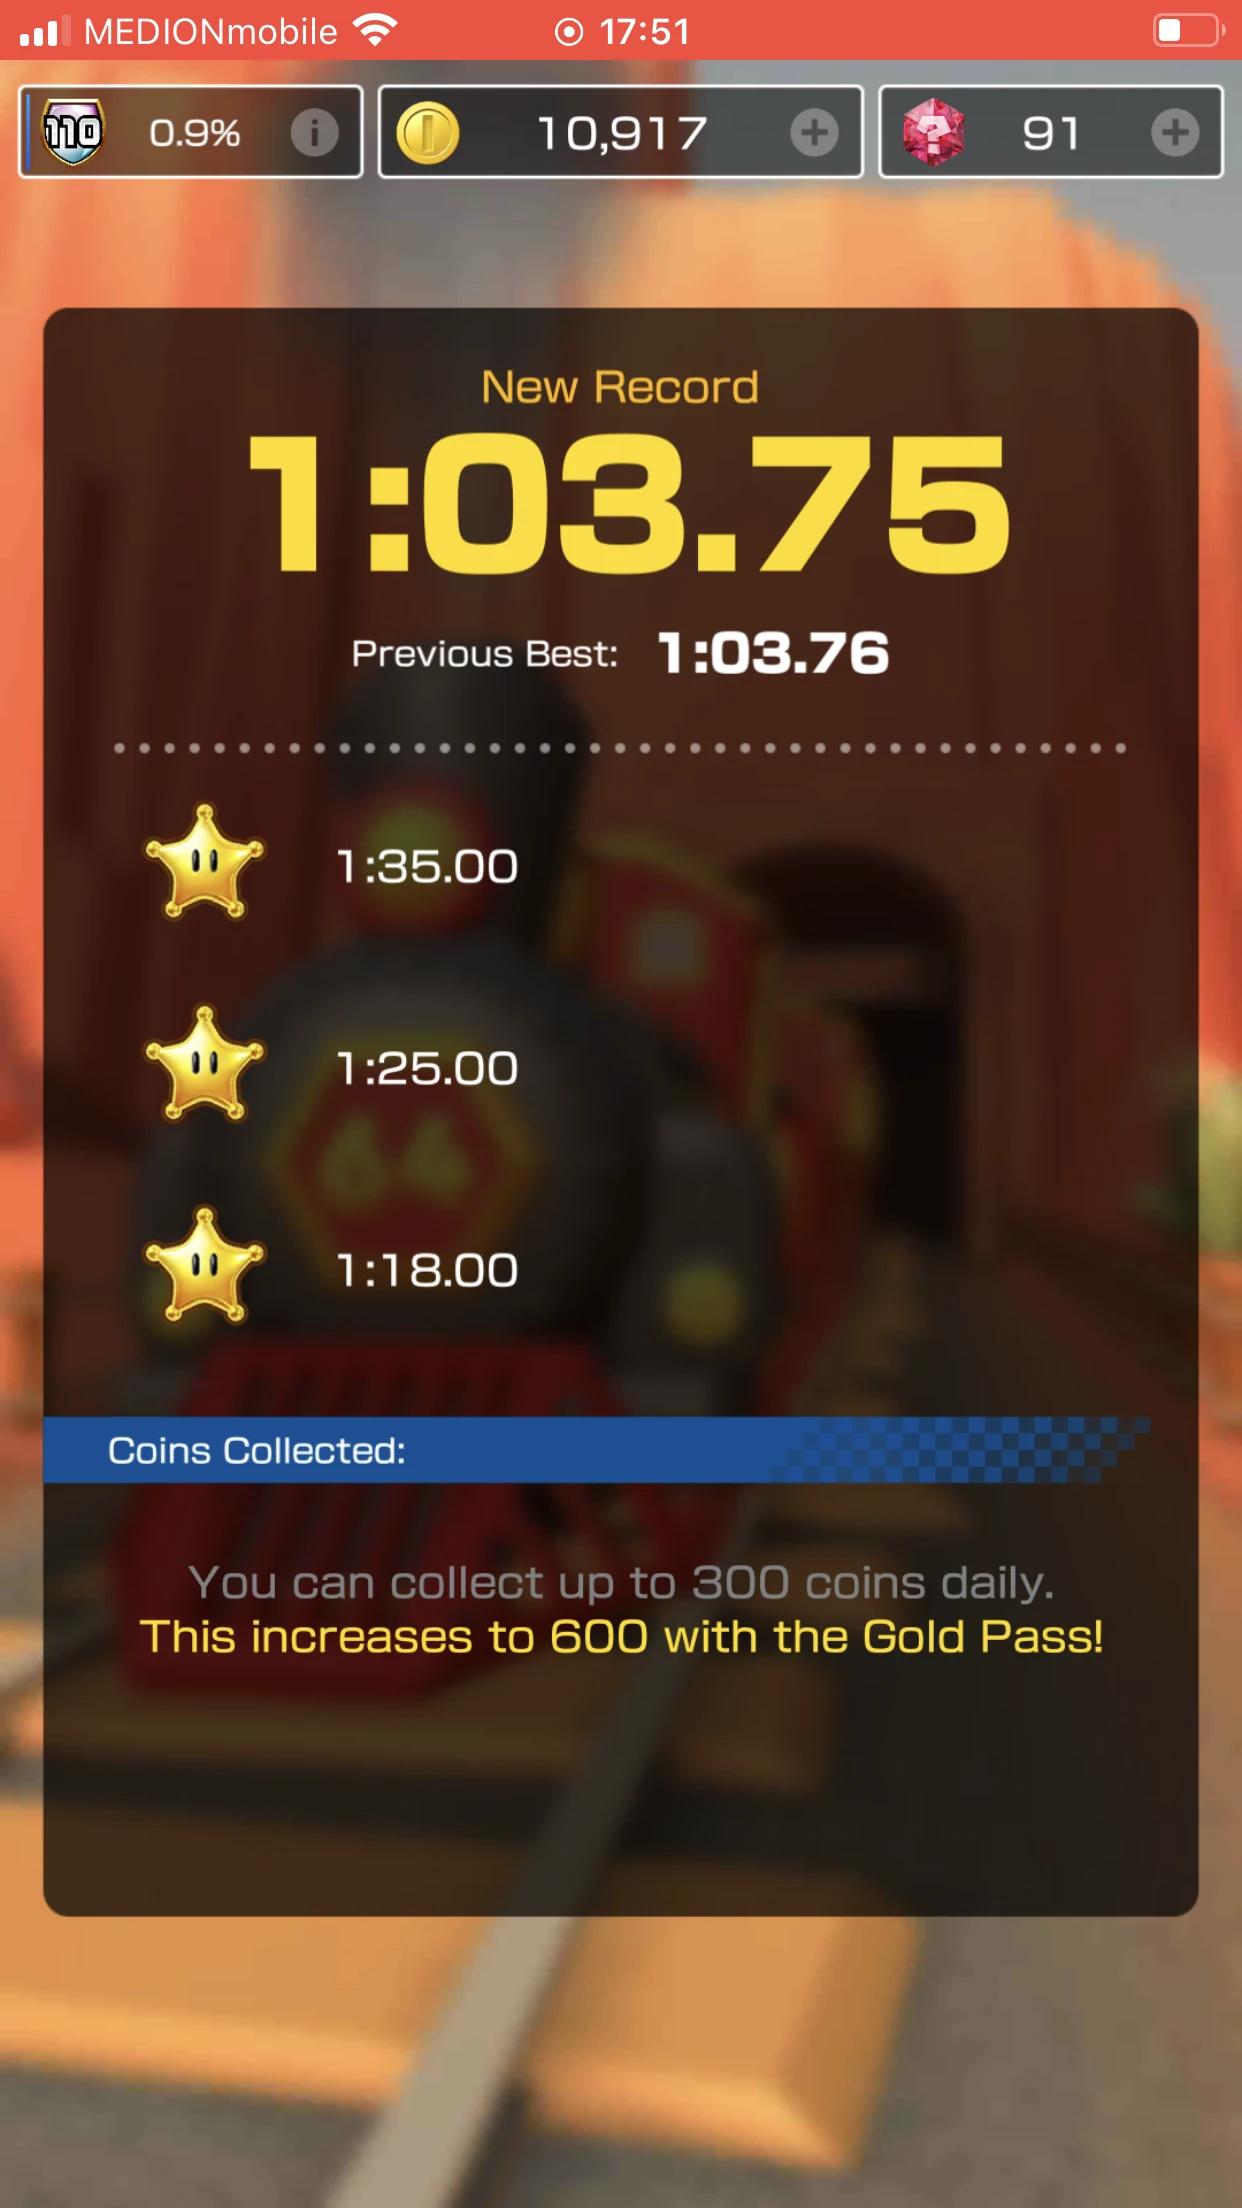 MEDIONmobile 17:51
110 0.9% i 10,917 + ? 91 +
New Record
1:03.75
Previous Best: 1:03.76
1:35.00
1:25.00
1:18.00
64
Coins Collected:
You can collect up to 300 coins daily.
This increases to 600 with the Gold Pass!